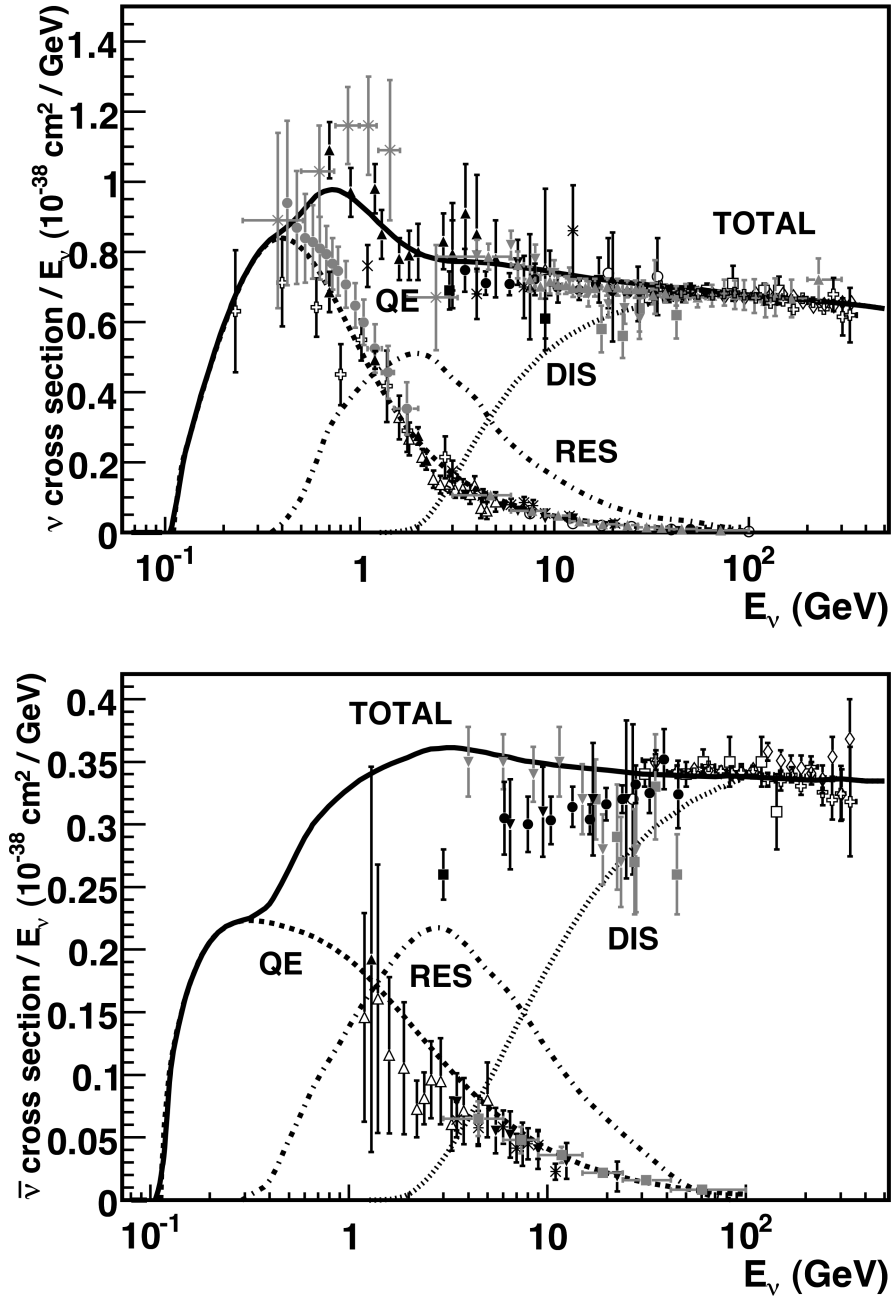 ν cross section / Eν (10⁻³⁸ cm² / GeV)
1.4
1.2
1
0.8
0.6
0.4
0.2
0
TOTAL
QE
DIS
RES
10⁻¹ 1 10 10²
Eν (GeV)
ν̅ cross section / Eν (10⁻³⁸ cm² / GeV)
0.4
0.35
0.3
0.25
0.2
0.15
0.1
0.05
0
TOTAL
DIS
QE
RES
10⁻¹ 1 10 10²
Eν (GeV)